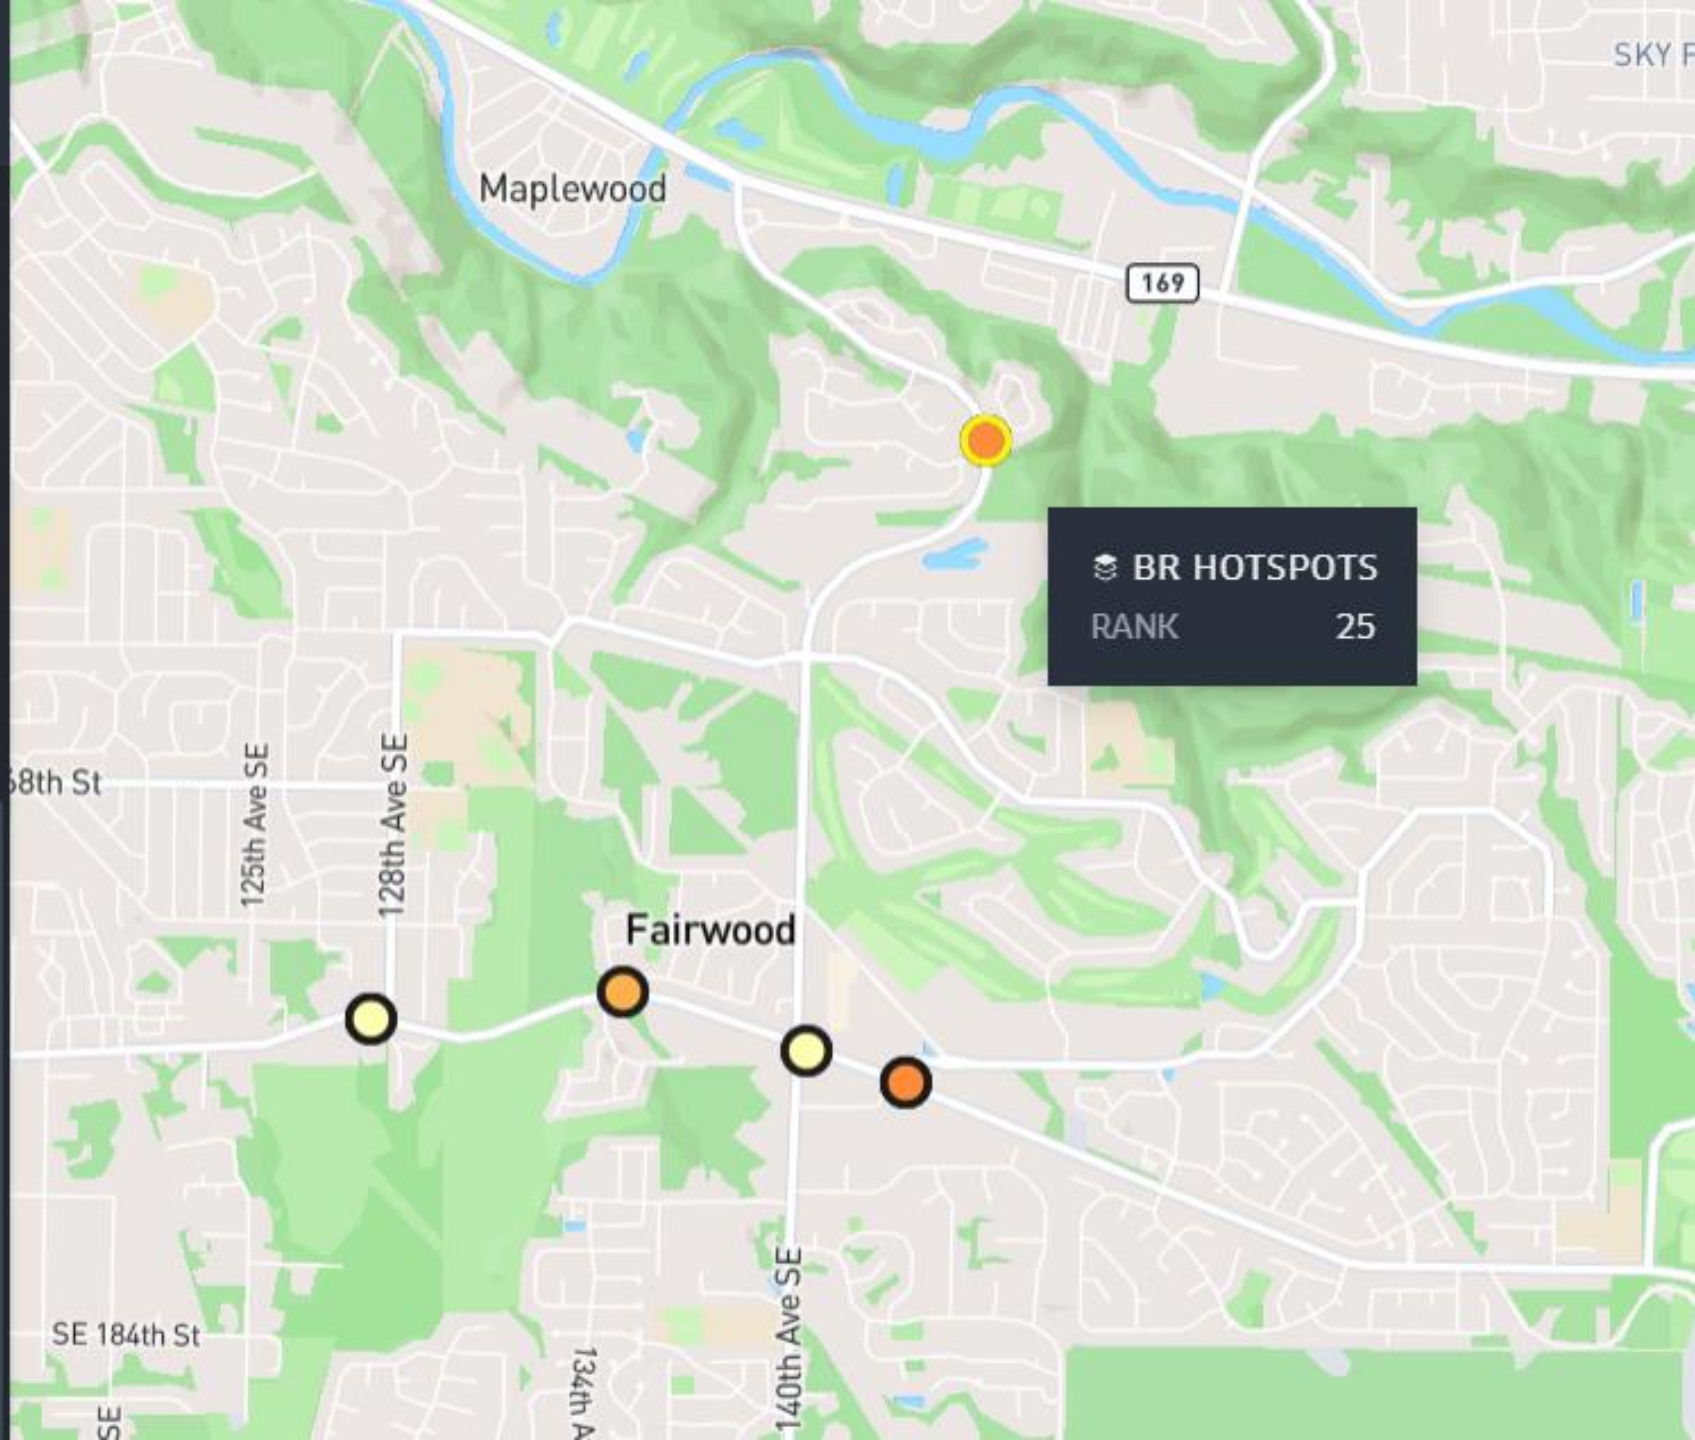 SKY F
Maplewood
169
BR HOTSPOTS
RANK 25
68th St
125th Ave SE
128th Ave SE
Fairwood
SE 184th St
140th Ave SE
134th A
SE